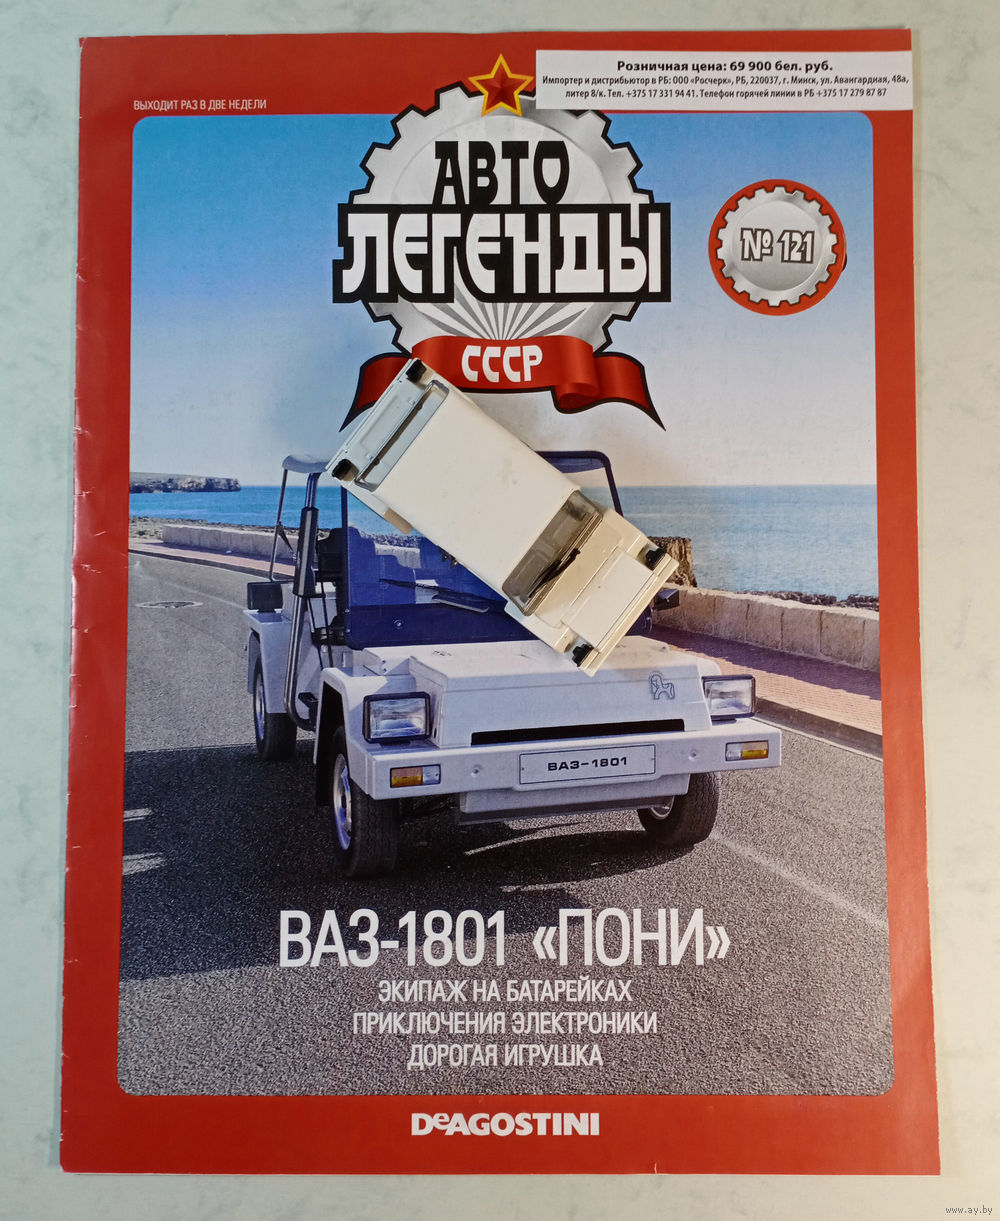 Розничная цена: 69 900 бел. руб.
Импортер и дистрибьютор в РБ: ООО «Росчерк», РБ, 220037, г. Минск, ул. Авангардная, 48а,
литер 8/к. Тел. +375 17 331 94 41. Телефон горячей линии в РБ +375 17 279 87 87
ВЫХОДИТ РАЗ В ДВЕ НЕДЕЛИ
АВТО
ЛЕГЕНДЫ
СССР
№ 121
ВАЗ-1801
ВАЗ-1801 «ПОНИ»
ЭКИПАЖ НА БАТАРЕЙКАХ
ПРИКЛЮЧЕНИЯ ЭЛЕКТРОНИКИ
ДОРОГАЯ ИГРУШКА
DeAGOSTINI
www.ay.by